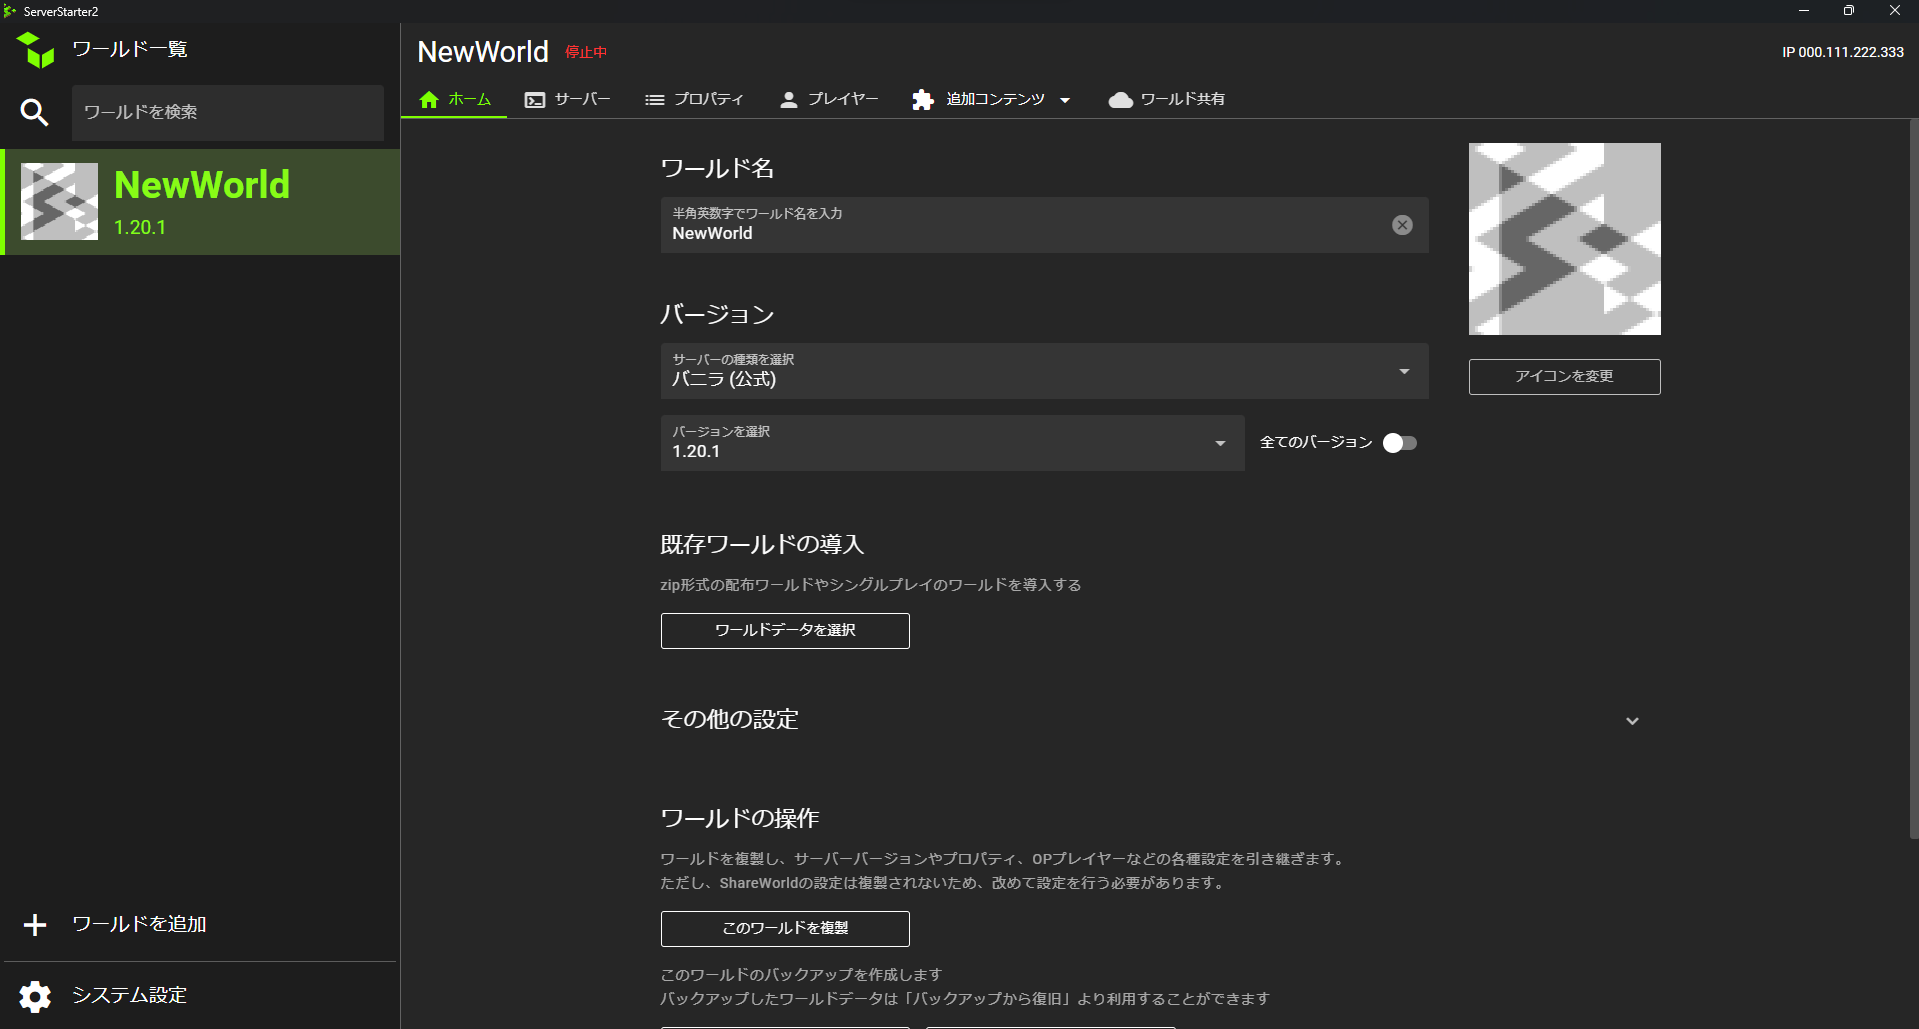 ServerStarter2
ワールド一覧
ワールドを検索
NewWorld
1.20.1
ワールドを追加
システム設定
NewWorld 停止中
IP 000.111.222.333
ホーム サーバー プロパティ プレイヤー 追加コンテンツ ワールド共有
ワールド名
半角英数字でワールド名を入力
NewWorld
アイコンを変更
バージョン
サーバーの種類を選択
バニラ (公式)
バージョンを選択
1.20.1
全てのバージョン
既存ワールドの導入
zip形式の配布ワールドやシングルプレイのワールドを導入する
ワールドデータを選択
その他の設定
ワールドの操作
ワールドを複製し、サーバーバージョンやプロパティ、OPプレイヤーなどの各種設定を引き継ぎます。
ただし、ShareWorldの設定は複製されないため、改めて設定を行う必要があります。
このワールドを複製
このワールドのバックアップを作成します
バックアップしたワールドデータは「バックアップから復旧」より利用することができます